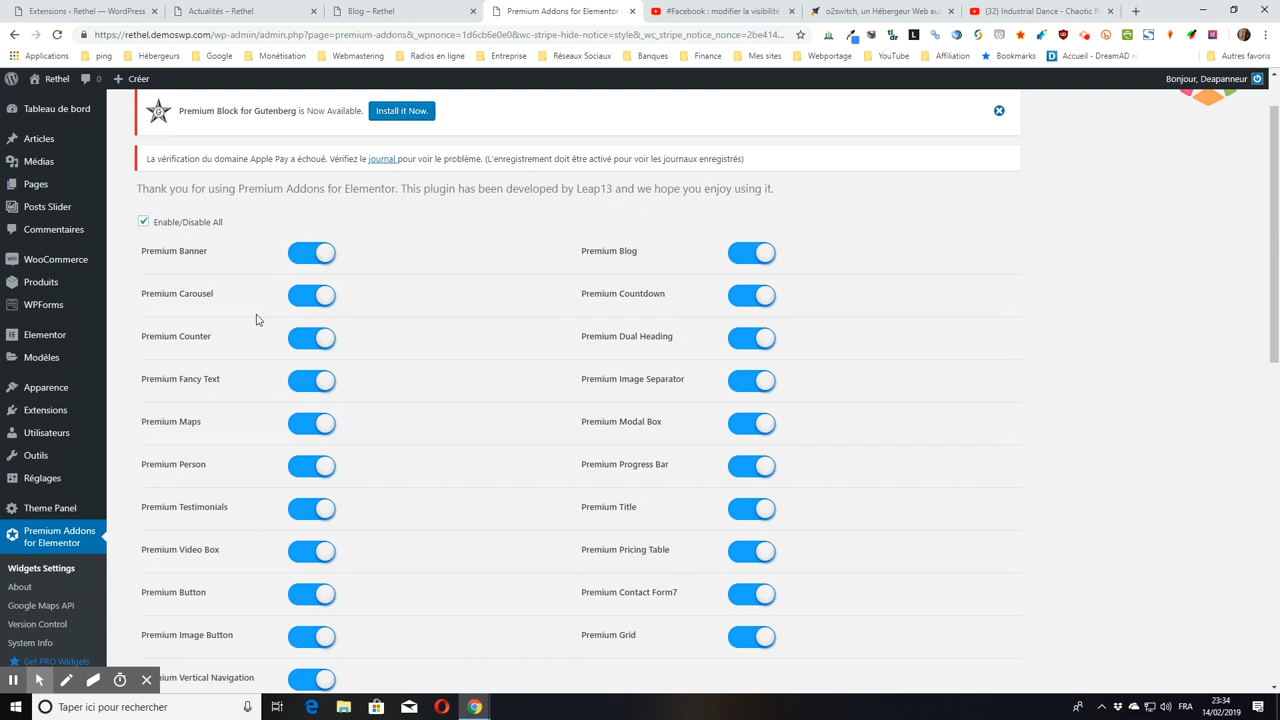 Extensions < Rethel — WordPress
Actualités – Rethel
Blog – Rethel
Premium Addons for Elementor
#Facebook : modifier la visibilité
o2switch, un Hébergeur Web au
(32) Industrial Dance - Chaotic Ra
https://rethel.demoswp.com/wp-admin/admin.php?page=premium-addons&_wpnonce=1d6cb6e0e0&wc-stripe-hide-notice=style&_wc_stripe_notice_nonce=2be414...
Applications
ping
Hébergeurs
Google
Monétisation
Webmastering
Radios en ligne
Entreprise
Réseaux Sociaux
Banques
Finance
Mes sites
Webportage
YouTube
Affiliation
Bookmarks
Accueil - DreamAD re
Autres favoris
Rethel
0
Créer
Bonjour, Deapanneur
Tableau de bord
Articles
Médias
Pages
Posts Slider
Commentaires
WooCommerce
Produits
WPForms
Elementor
Modèles
Apparence
Extensions
Utilisateurs
Outils
Réglages
Theme Panel
Premium Addons
for Elementor
Widgets Settings
About
Google Maps API
Version Control
System Info
Get PRO Widgets
Premium Block for Gutenberg is Now Available.
Install it Now.
La vérification du domaine Apple Pay a échoué. Vérifiez le journal pour voir le problème. (L'enregistrement doit être activé pour voir les journaux enregistrés)
Thank you for using Premium Addons for Elementor. This plugin has been developed by Leap13 and we hope you enjoy using it.
Enable/Disable All
Premium Banner
Premium Blog
Premium Carousel
Premium Countdown
Premium Counter
Premium Dual Heading
Premium Fancy Text
Premium Image Separator
Premium Maps
Premium Modal Box
Premium Person
Premium Progress Bar
Premium Testimonials
Premium Title
Premium Video Box
Premium Pricing Table
Premium Button
Premium Contact Form7
Premium Image Button
Premium Grid
Vertical Navigation
Taper ici pour rechercher
FRA
23:34
14/02/2019